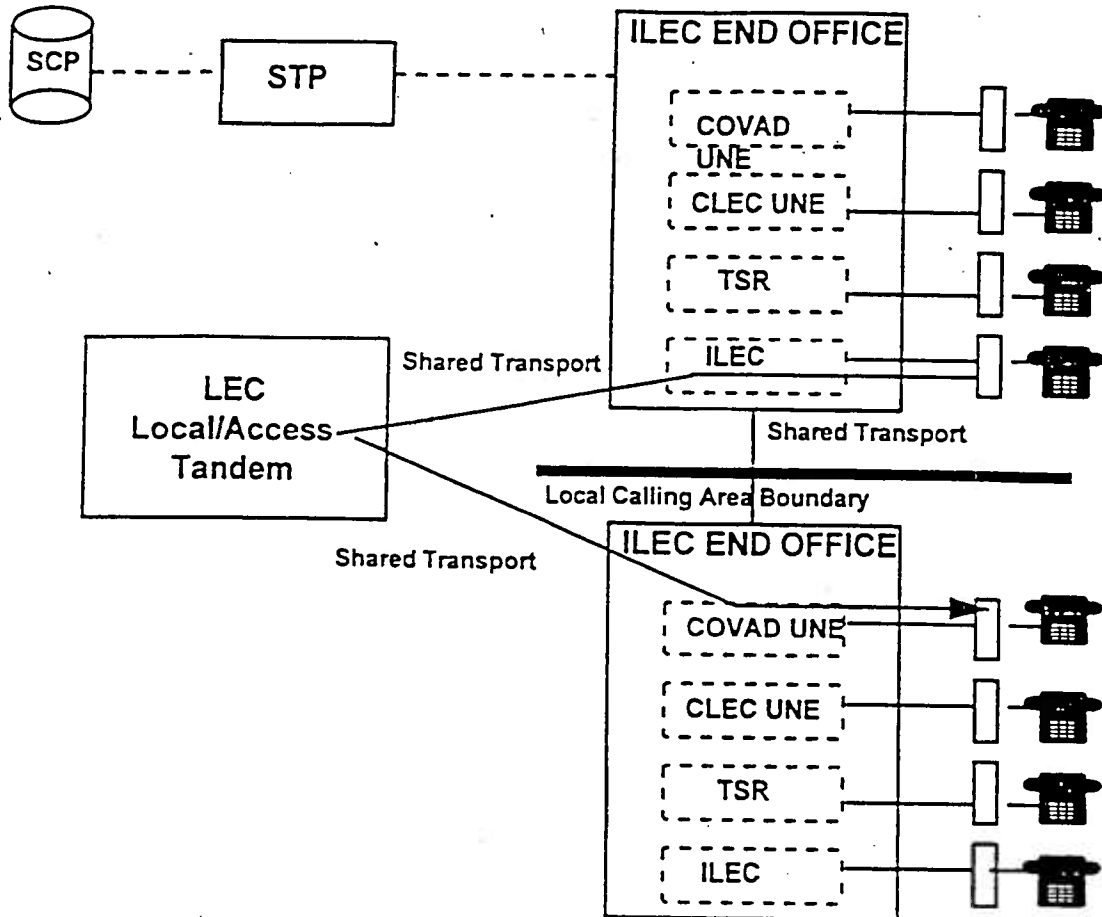 SCP
STP
ILEC END OFFICE
COVAD
UNE
CLEC UNE
TSR
ILEC
Shared Transport
LEC
Local/Access
Tandem
Shared Transport
Local Calling Area Boundary
Shared Transport
ILEC END OFFICE
COVAD UNE
CLEC UNE
TSR
ILEC